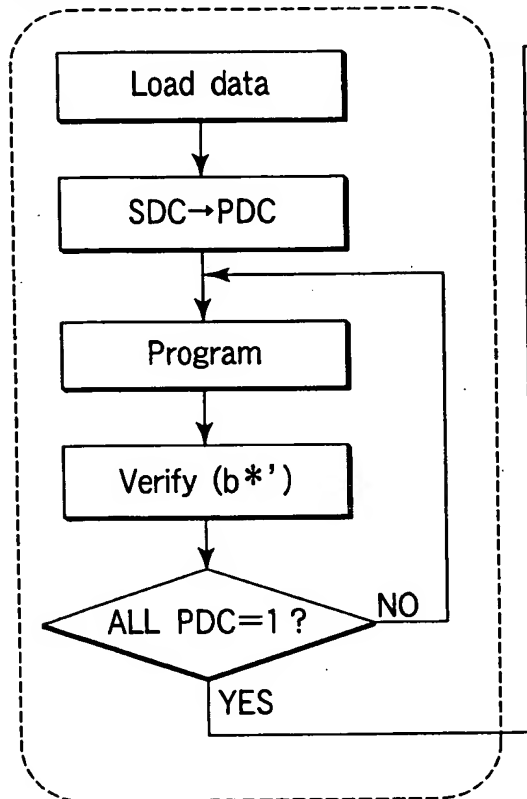 Load data
SDC→PDC
Program
Verify (b*')
ALL PDC=1?
NO
YES